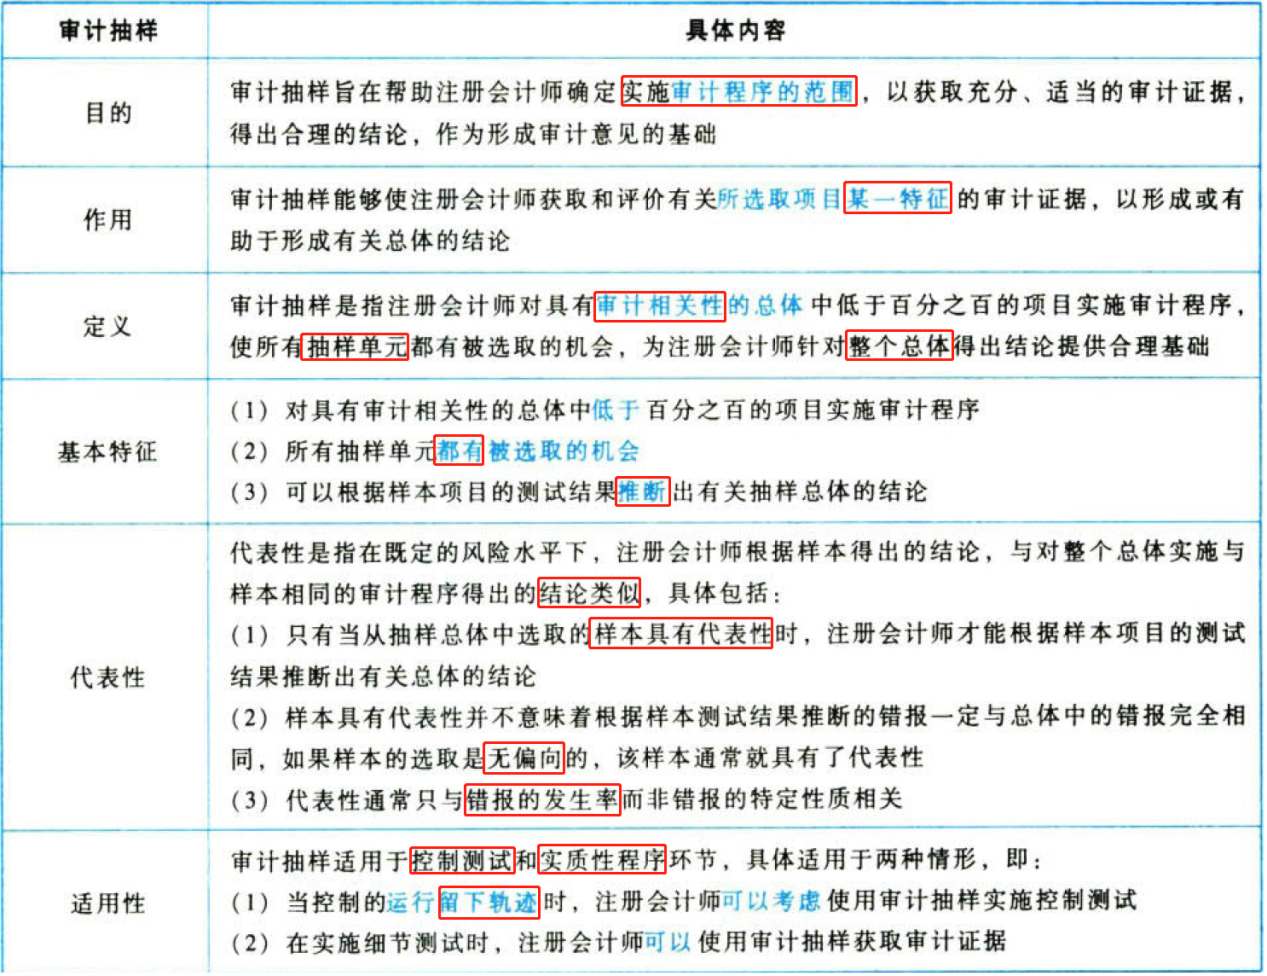 审计抽样 具体内容
目的
审计抽样旨在帮助注册会计师确定实施审计程序的范围，以获取充分、适当的审计证据，
得出合理的结论，作为形成审计意见的基础
作用
审计抽样能够使注册会计师获取和评价有关所选取项目某一特征的审计证据，以形成或有
助于形成有关总体的结论
定义
审计抽样是指注册会计师对具有审计相关性的总体中低于百分之百的项目实施审计程序，
使所有抽样单元都有被选取的机会，为注册会计师针对整个总体得出结论提供合理基础
基本特征
（1）对具有审计相关性的总体中低于百分之百的项目实施审计程序
（2）所有抽样单元都有被选取的机会
（3）可以根据样本项目的测试结果推断出有关抽样总体的结论
代表性
代表性是指在既定的风险水平下，注册会计师根据样本得出的结论，与对整个总体实施与
样本相同的审计程序得出的结论类似，具体包括：
（1）只有当从抽样总体中选取的样本具有代表性时，注册会计师才能根据样本项目的测试
结果推断出有关总体的结论
（2）样本具有代表性并不意味着根据样本测试结果推断的错报一定与总体中的错报完全相
同，如果样本的选取是无偏向的，该样本通常就具有了代表性
（3）代表性通常只与错报的发生率而非错报的特定性质相关
适用性
审计抽样适用于控制测试和实质性程序环节，具体适用于两种情形，即：
（1）当控制的运行留下轨迹时，注册会计师可以考虑使用审计抽样实施控制测试
（2）在实施细节测试时，注册会计师可以使用审计抽样获取审计证据